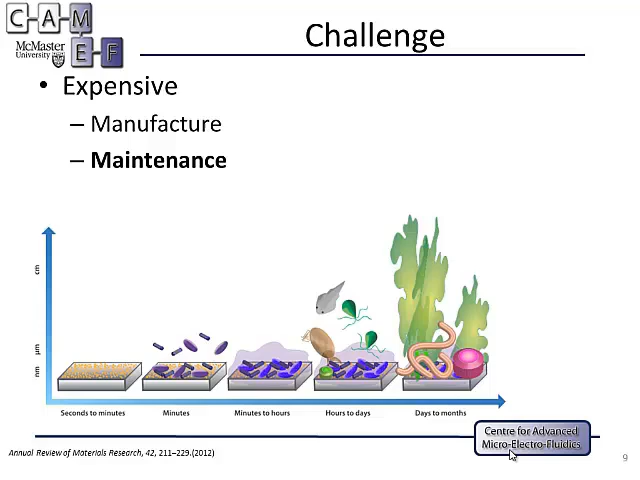 C-A-M
E-F
McMaster
University
Challenge
• Expensive
– Manufacture
– Maintenance
cm
μm
nm
Seconds to minutes
Minutes
Minutes to hours
Hours to days
Days to months
Centre for Advanced
Micro-Electro-Fluidics
Annual Review of Materials Research, 42, 211–229.(2012)
9